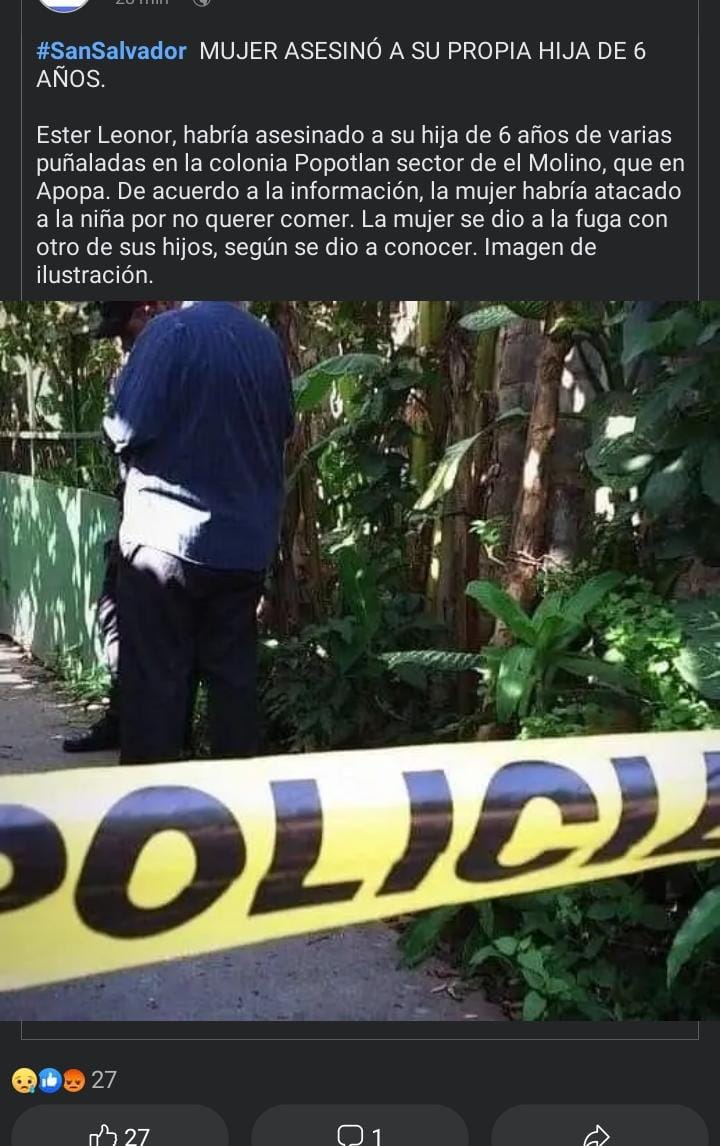 #SanSalvador MUJER ASESINÓ A SU PROPIA HIJA DE 6
AÑOS.
Ester Leonor, habría asesinado a su hija de 6 años de varias
puñaladas en la colonia Popotlan sector de el Molino, que en
Apopa. De acuerdo a la información, la mujer habría atacado
a la niña por no querer comer. La mujer se dio a la fuga con
otro de sus hijos, según se dio a conocer. Imagen de
ilustración.
POLICIA
27
27
1